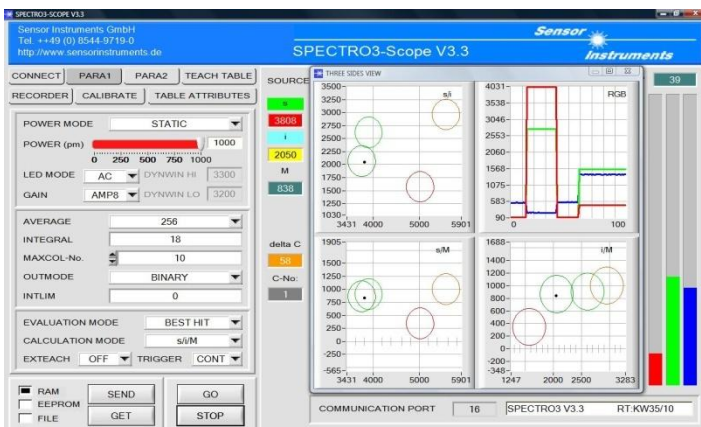 SPECTRO3-SCOPE V3.3
Sensor Instruments GmbH
Tel. ++49 (0) 8544-9719-0
http://www.sensorinstruments.de
SPECTRO3-Scope V3.3
Sensor
Instruments
CONNECT PARA1 PARA2 TEACH TABLE
RECORDER CALIBRATE TABLE ATTRIBUTES
POWER MODE STATIC
POWER (pm) 1000
0 250 500 750 1000
LED MODE AC DYNWIN HI 3300
GAIN AMP8 DYNWIN LO 3200
AVERAGE 256
INTEGRAL 18
MAXCOL-No. 10
OUTMODE BINARY
INTLIM 0
EVALUATION MODE BEST HIT
CALCULATION MODE s/i/M
EXTEACH OFF TRIGGER CONT
RAM
EEPROM
FILE
SEND GO
GET STOP
SOURCE
s
3808
i
2050
M
838
delta C
58
C-No:
1
THREE SIDES VIEW
s/i
3500-
3250-
3000-
2750-
2500-
2250-
2000-
1750-
1500-
1250-
1030-
3431 4000 5000 5901
RGB
4031-
3538-
3046-
2553-
2060-
1568-
1075-
583-
90-
0 100
s/M
1905-
1500-
1250-
1000-
750-
500-
250-
0-
-250-
-565-
3431 4000 5000 5901
i/M
1688-
1400-
1200-
1000-
800-
600-
400-
200-
0-
-200-
-348-
1247 2000 2500 3283
39
COMMUNICATION PORT 16 SPECTRO3 V3.3 RT:KW35/10